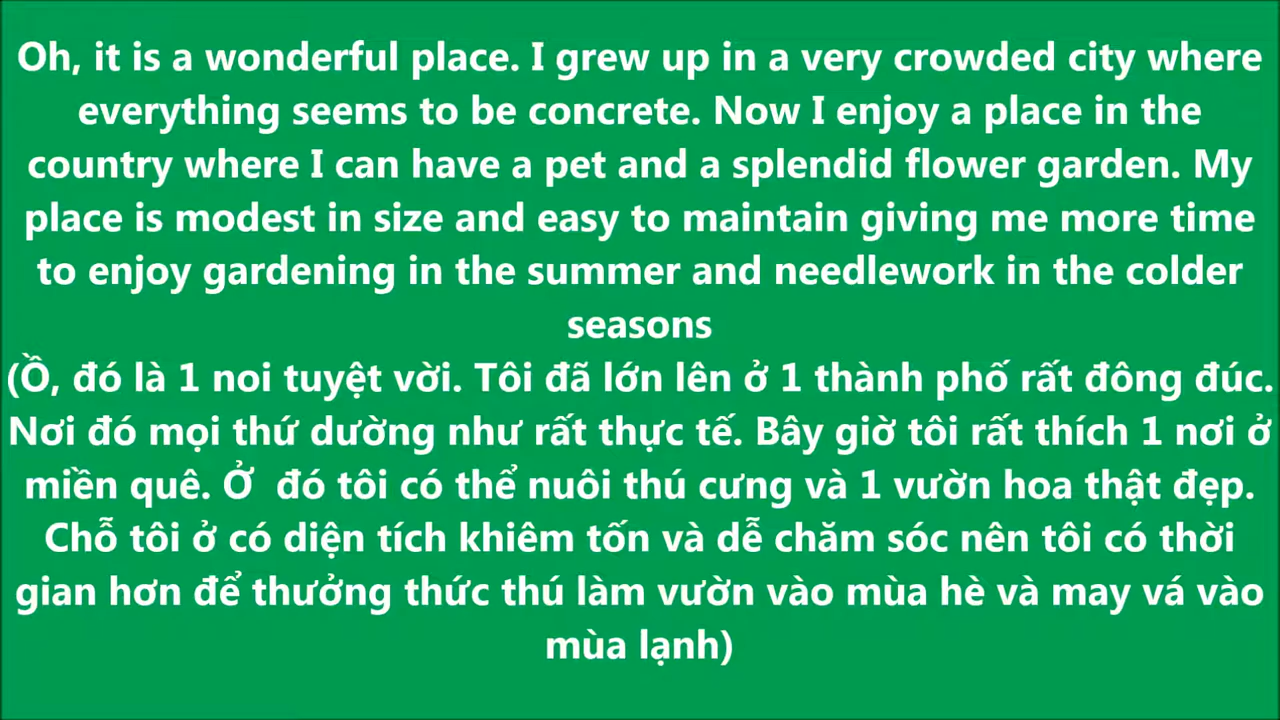 Oh, it is a wonderful place. I grew up in a very crowded city where
everything seems to be concrete. Now I enjoy a place in the
country where I can have a pet and a splendid flower garden. My
place is modest in size and easy to maintain giving me more time
to enjoy gardening in the summer and needlework in the colder
seasons
(Ồ, đó là 1 noi tuyệt vời. Tôi đã lớn lên ở 1 thành phố rất đông đúc.
Nơi đó mọi thứ dường như rất thực tế. Bây giờ tôi rất thích 1 nơi ở
miền quê. Ở đó tôi có thể nuôi thú cưng và 1 vườn hoa thật đẹp.
Chỗ tôi ở có diện tích khiêm tốn và dễ chăm sóc nên tôi có thời
gian hơn để thưởng thức thú làm vườn vào mùa hè và may vá vào
mùa lạnh)